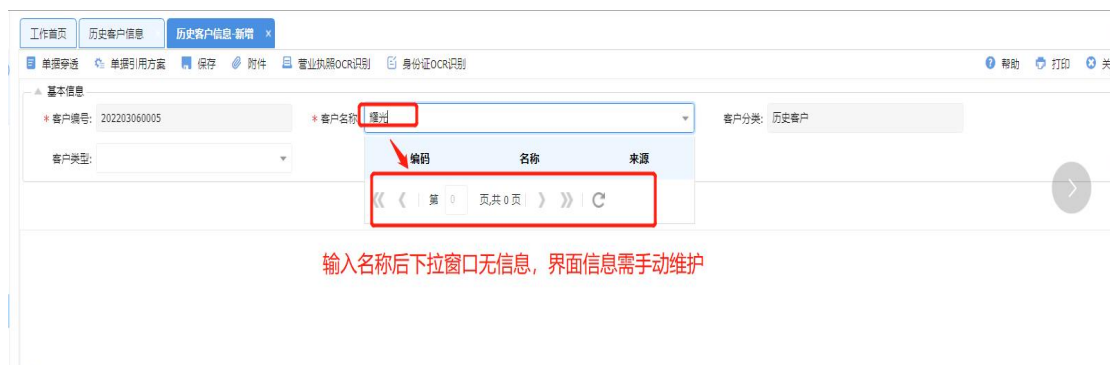 工作首页 历史客户信息 历史客户信息-新增 ×
单据穿透 单据引用方案 保存 附件 营业执照OCR识别 身份证OCR识别 帮助 打印 关
基本信息
* 客户编号: 202203060005 * 客户名称 耀光 客户分类: 历史客户
客户类型:
编码 名称 来源
第 0 页,共 0 页
输入名称后下拉窗口无信息，界面信息需手动维护